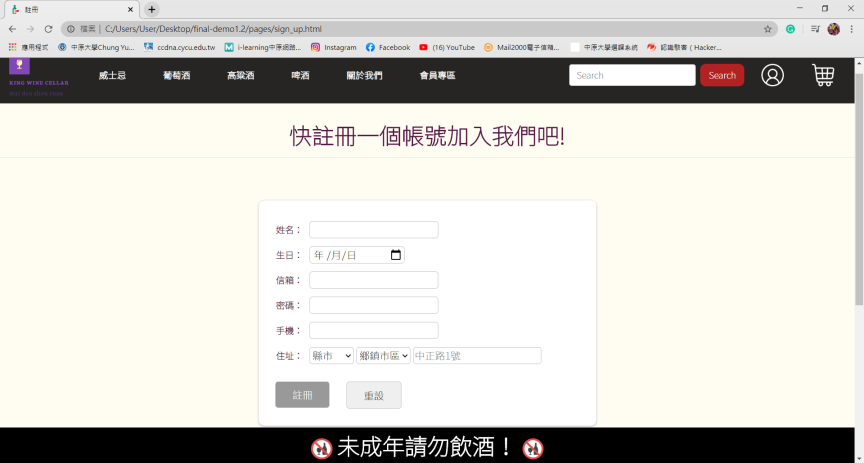 註冊
檔案 | C:/Users/User/Desktop/final-demo1.2/pages/sign_up.html
應用程式 中原大學Chung Yu... ccdna.cycu.edu.tw i-learning中原網路... Instagram Facebook (16) YouTube Mail2000電子信箱... 中原大學選課系統 認識駭客 ( Hacker...
KING WINE CELLAR
威士忌 葡萄酒 高粱酒 啤酒 關於我們 會員專區 Search Search
快註冊一個帳號加入我們吧!
姓名：
生日： 年 /月/日
信箱：
密碼：
手機：
住址： 縣市 鄉鎮市區 中正路1號
註冊 重設
未成年請勿飲酒！